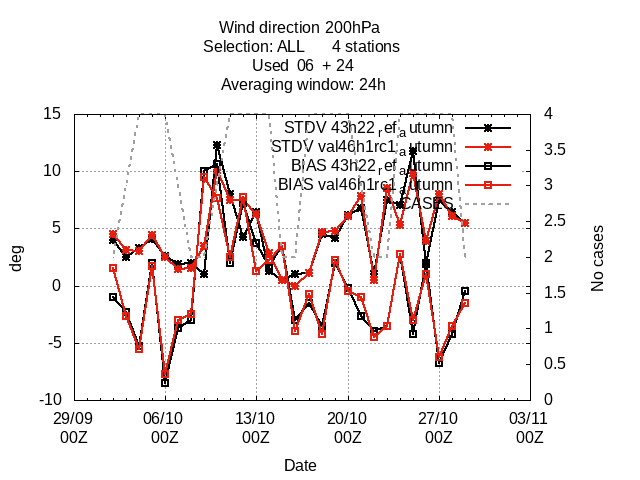 Wind direction 200hPa
Selection: ALL 4 stations
Used 06 + 24
Averaging window: 24h
STDV 43h22_ref_autumn
STDV val46h1rc1_autumn
BIAS 43h22_ref_autumn
BIAS val46h1rc1_autumn
CASES
15
10
5
0
-5
-10
deg
4
3.5
3
2.5
2
1.5
1
0.5
0
No cases
29/09 06/10 13/10 20/10 27/10 03/11
00Z 00Z 00Z 00Z 00Z 00Z
Date